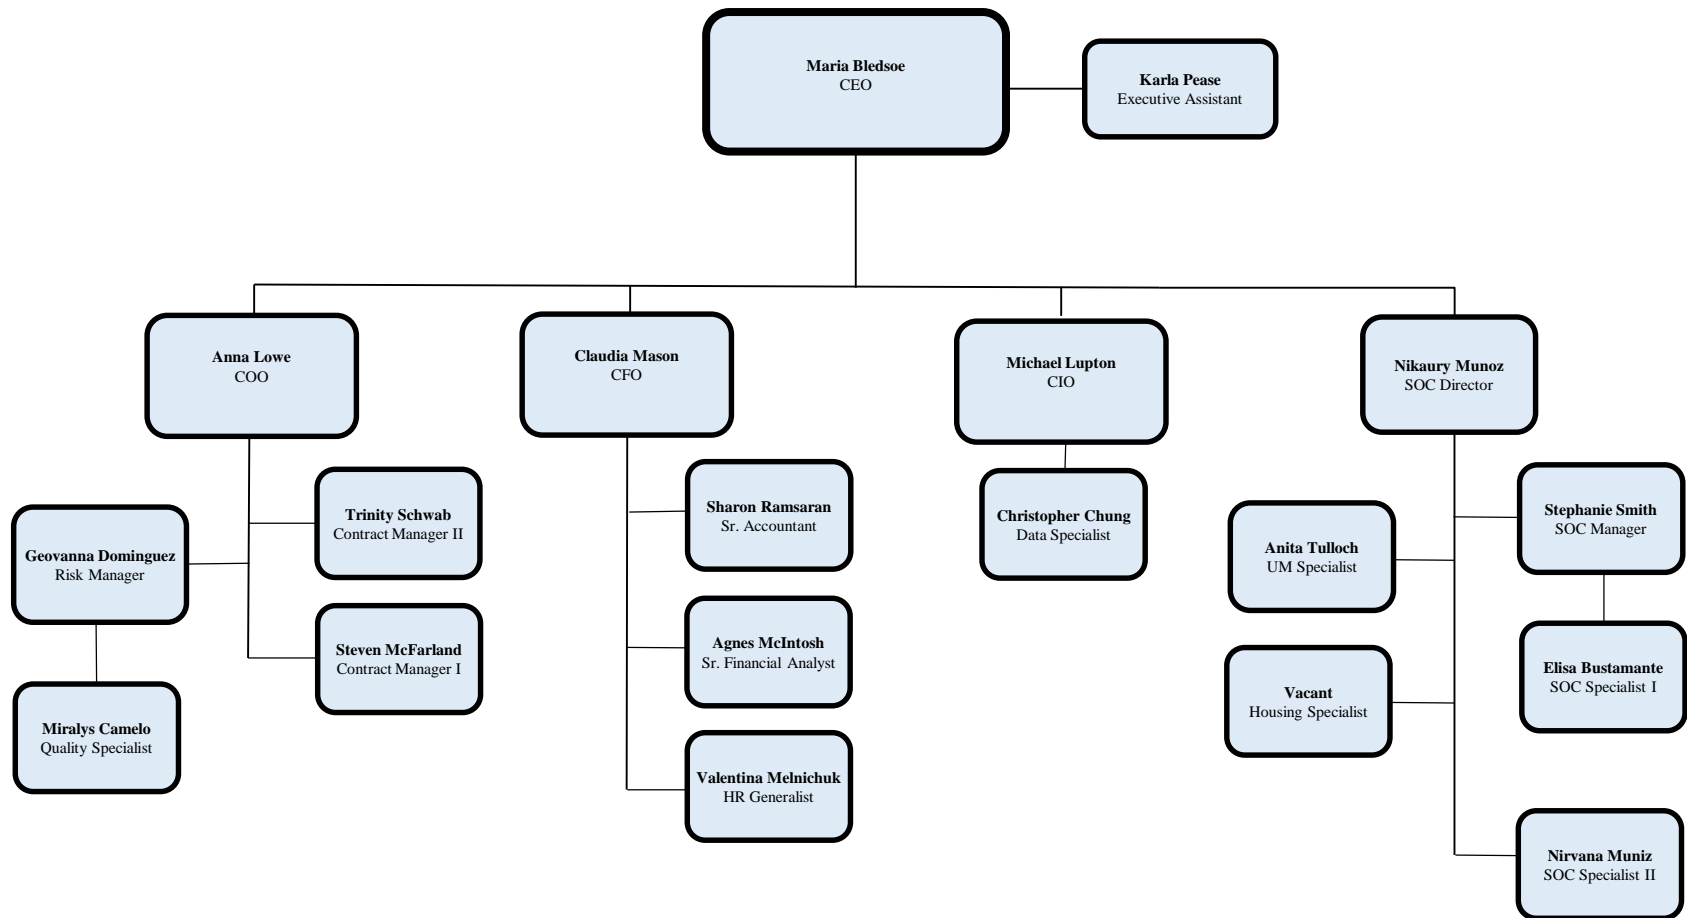 Maria Bledsoe
CEO
Karla Pease
Executive Assistant
Anna Lowe
COO
Claudia Mason
CFO
Michael Lupton
CIO
Nikaury Munoz
SOC Director
Geovanna Dominguez
Risk Manager
Miralys Camelo
Quality Specialist
Trinity Schwab
Contract Manager II
Steven McFarland
Contract Manager I
Sharon Ramsaran
Sr. Accountant
Agnes McIntosh
Sr. Financial Analyst
Valentina Melnichuk
HR Generalist
Christopher Chung
Data Specialist
Anita Tulloch
UM Specialist
Vacant
Housing Specialist
Stephanie Smith
SOC Manager
Elisa Bustamante
SOC Specialist I
Nirvana Muniz
SOC Specialist II